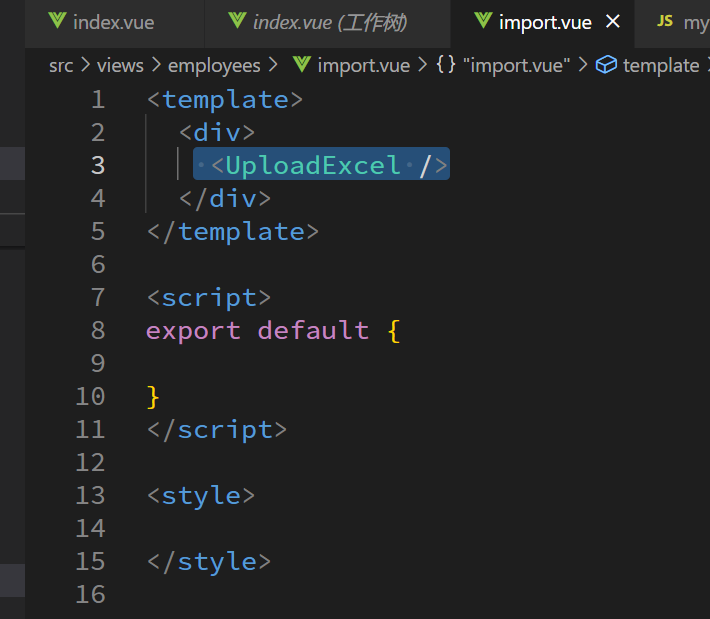 index.vue
index.vue (工作树)
import.vue
JS my
src > views > employees > import.vue > {} "import.vue" > template >
1 <template>
2 <div>
3 <UploadExcel />
4 </div>
5 </template>
6
7 <script>
8 export default {
9
10 }
11 </script>
12
13 <style>
14
15 </style>
16